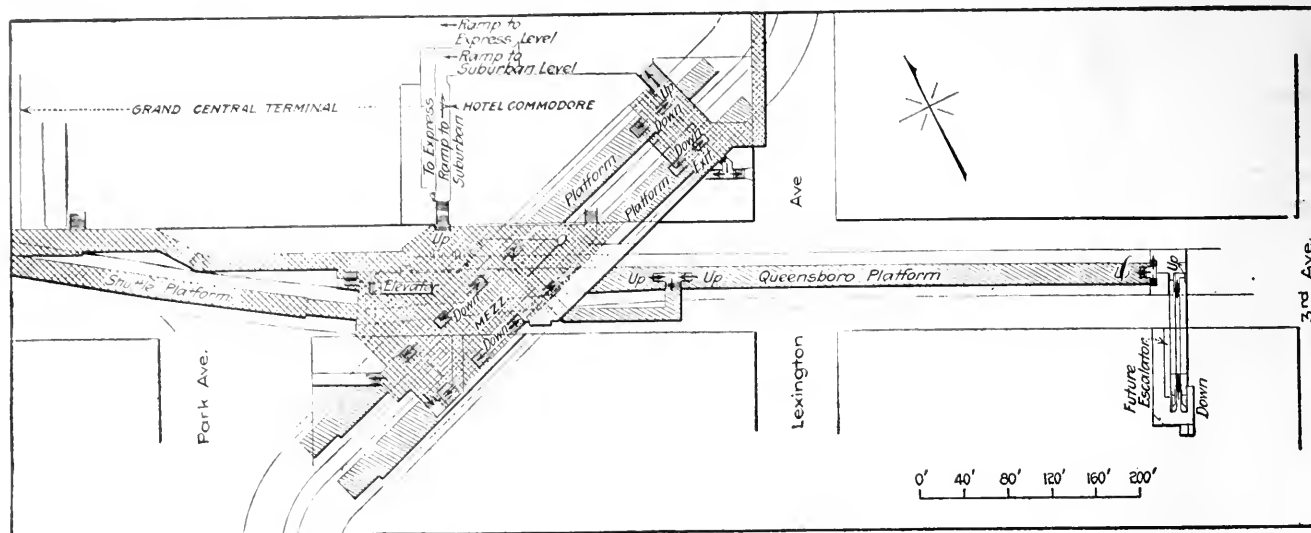 Ramp to
Express Level
Ramp to
Suburban Level
GRAND CENTRAL TERMINAL
HOTEL COMMODORE
To Express
Ramp to
Suburban
Up
Down
Down
Exit
Platform
Platform
Ave
Up
Shuttle Platform
Elevator
Down
MEZZ.
Down
Up
Up
Queensboro Platform
Up
Up
3rd Ave.
Park Ave.
Lexington
Future
Escalator
Down
0' 40' 80' 120' 160' 200'